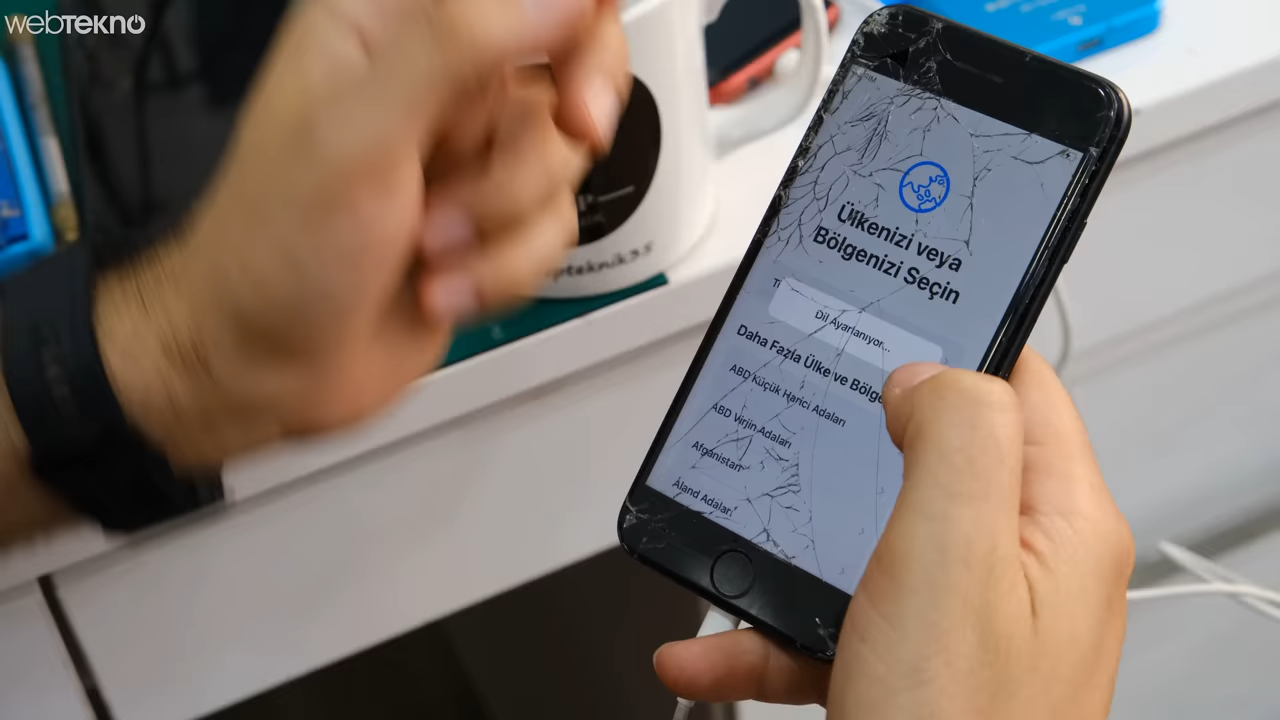 webtekno
Ülkenizi veya
Bölgenizi Seçin
Dil Ayarlanıyor...
Daha Fazla Ülke ve Bölge
ABD Küçük Harici Adaları
ABD Virjin Adaları
Afganistan
Åland Adaları
pteknik35